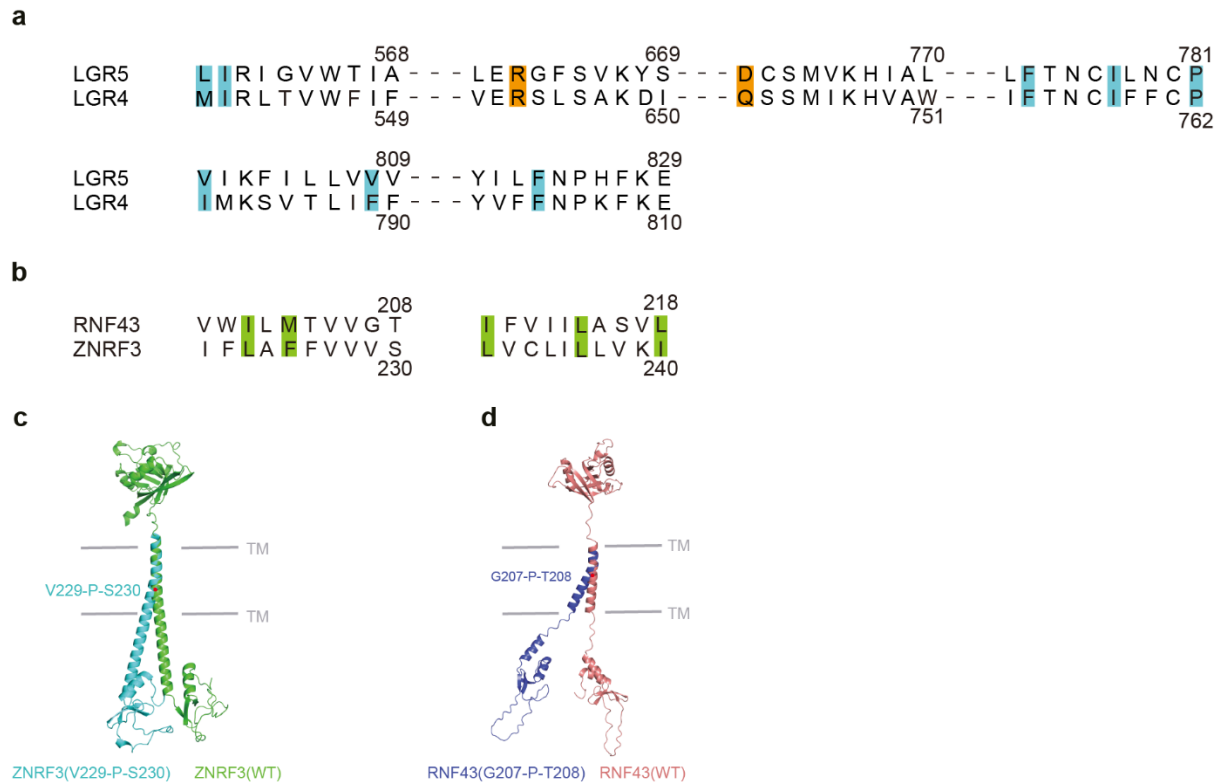 a
568 669 770 781
LGR5 L I R I G V W T I A - - - L E R G F S V K Y S - - - D C S M V K H I A L - - - L F T N C I L N C P
LGR4 M I R L T V W F I F - - - V E R S L S A K D I - - - Q S S M I K H V A W - - - I F T N C I F F C P
549 650 751 762
809 829
LGR5 V I K F I L L V V V - - - Y I L F N P H F K E
LGR4 I M K S V T L I F F - - - Y V F F N P K F K E
790 810
b
208 218
RNF43 V W I L M T V V G T I F V I I L A S V L
ZNRF3 I F L A F F V V V S L V C L I L L V K I
230 240
c d
TM TM
V229-P-S230 G207-P-T208
TM TM
ZNRF3(V229-P-S230) ZNRF3(WT) RNF43(G207-P-T208) RNF43(WT)